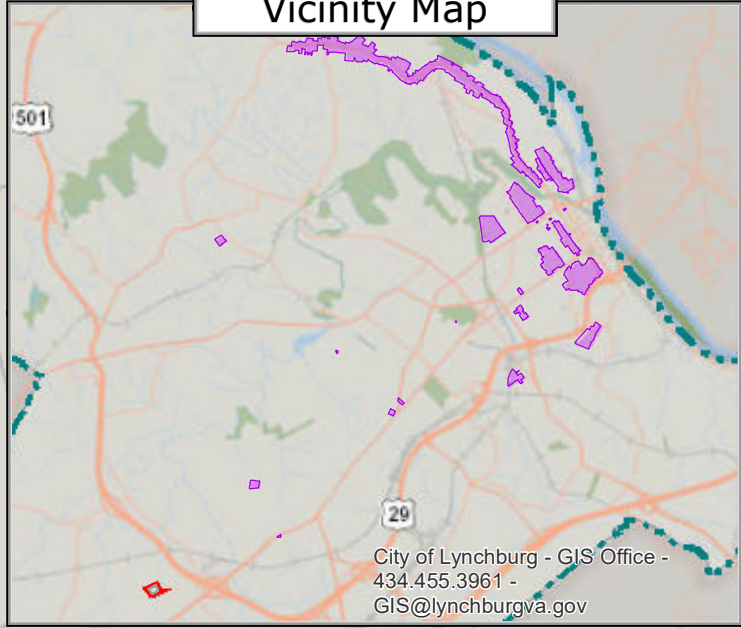 Vicinity Map
501
29
City of Lynchburg - GIS Office -
434.455.3961 -
GIS@lynchburgva.gov